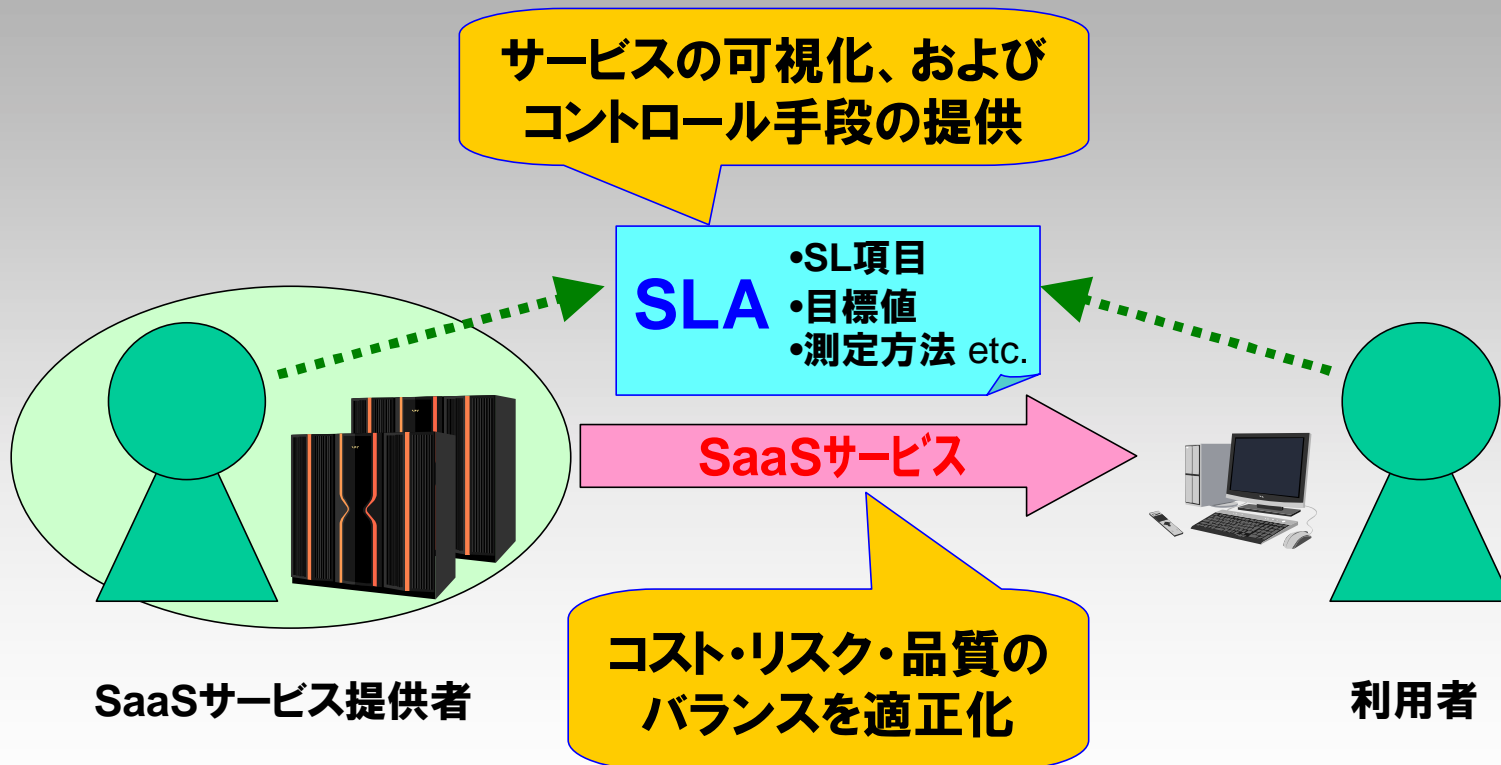 サービスの可視化、および
コントロール手段の提供
SLA
•SL項目
•目標値
•測定方法 etc.
SaaSサービス
コスト・リスク・品質の
バランスを適正化
SaaSサービス提供者
利用者